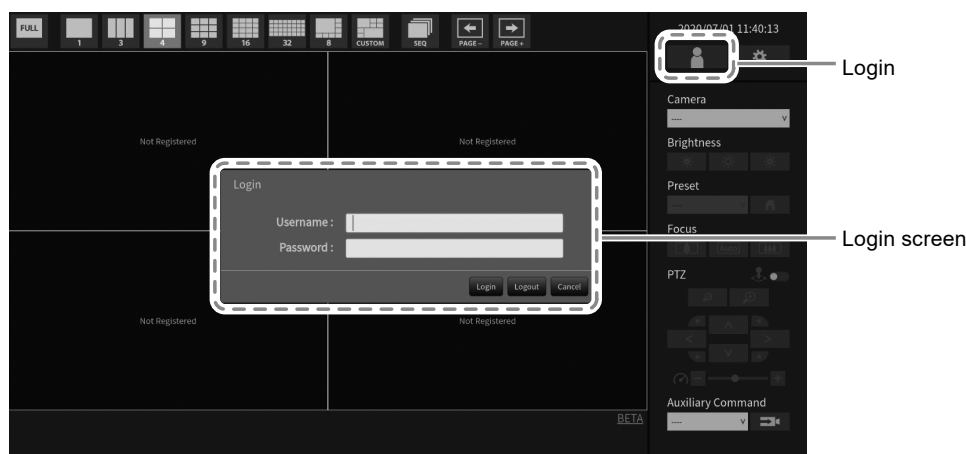 FULL
1
3
4
9
16
32
8
CUSTOM
SEQ
PAGE−
PAGE+
2020/07/01 11:40:13
Login
Camera
----
Brightness
Preset
----
Focus
Auto
PTZ
Auxiliary Command
----
Not Registered
Not Registered
Login
Username :
Password :
Login
Logout
Cancel
Login screen
Not Registered
Not Registered
BETA